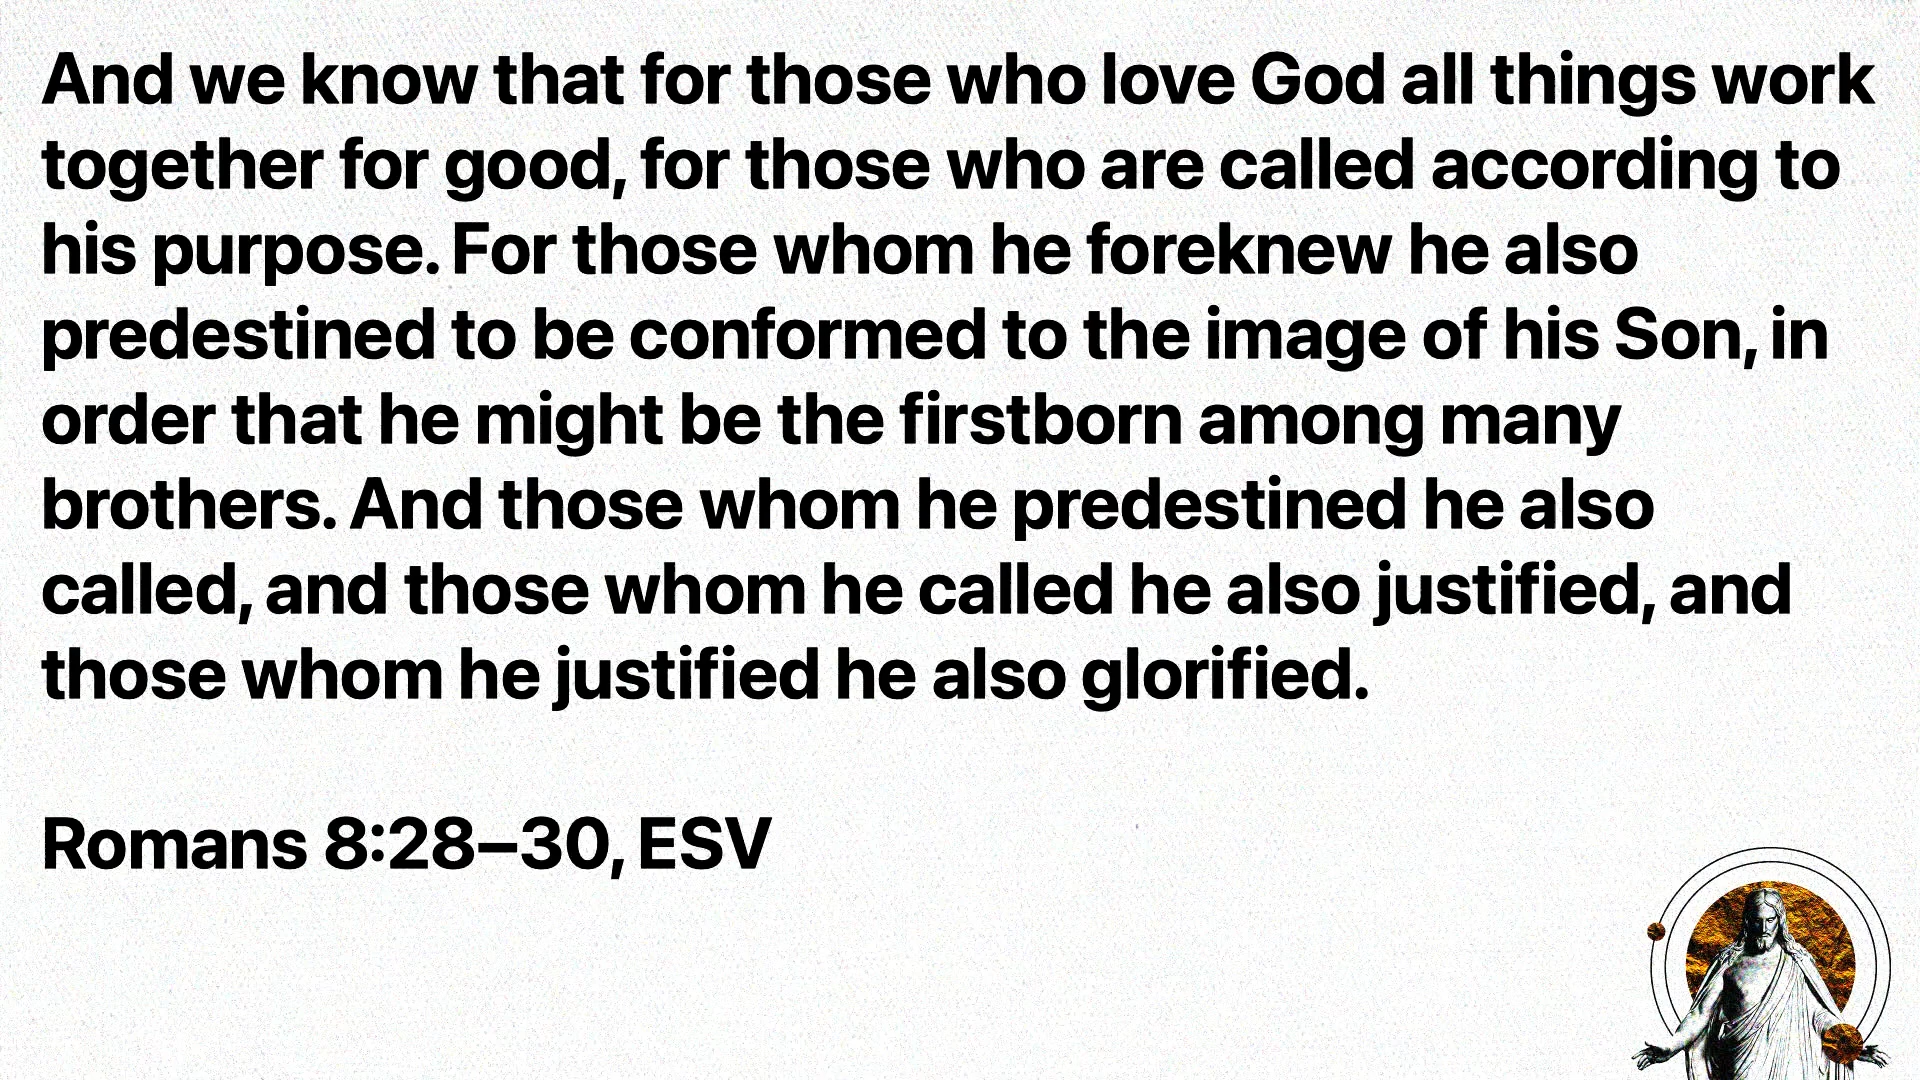 And we know that for those who love God all things work
together for good, for those who are called according to
his purpose. For those whom he foreknew he also
predestined to be conformed to the image of his Son, in
order that he might be the firstborn among many
brothers. And those whom he predestined he also
called, and those whom he called he also justified, and
those whom he justified he also glorified.
Romans 8:28–30, ESV